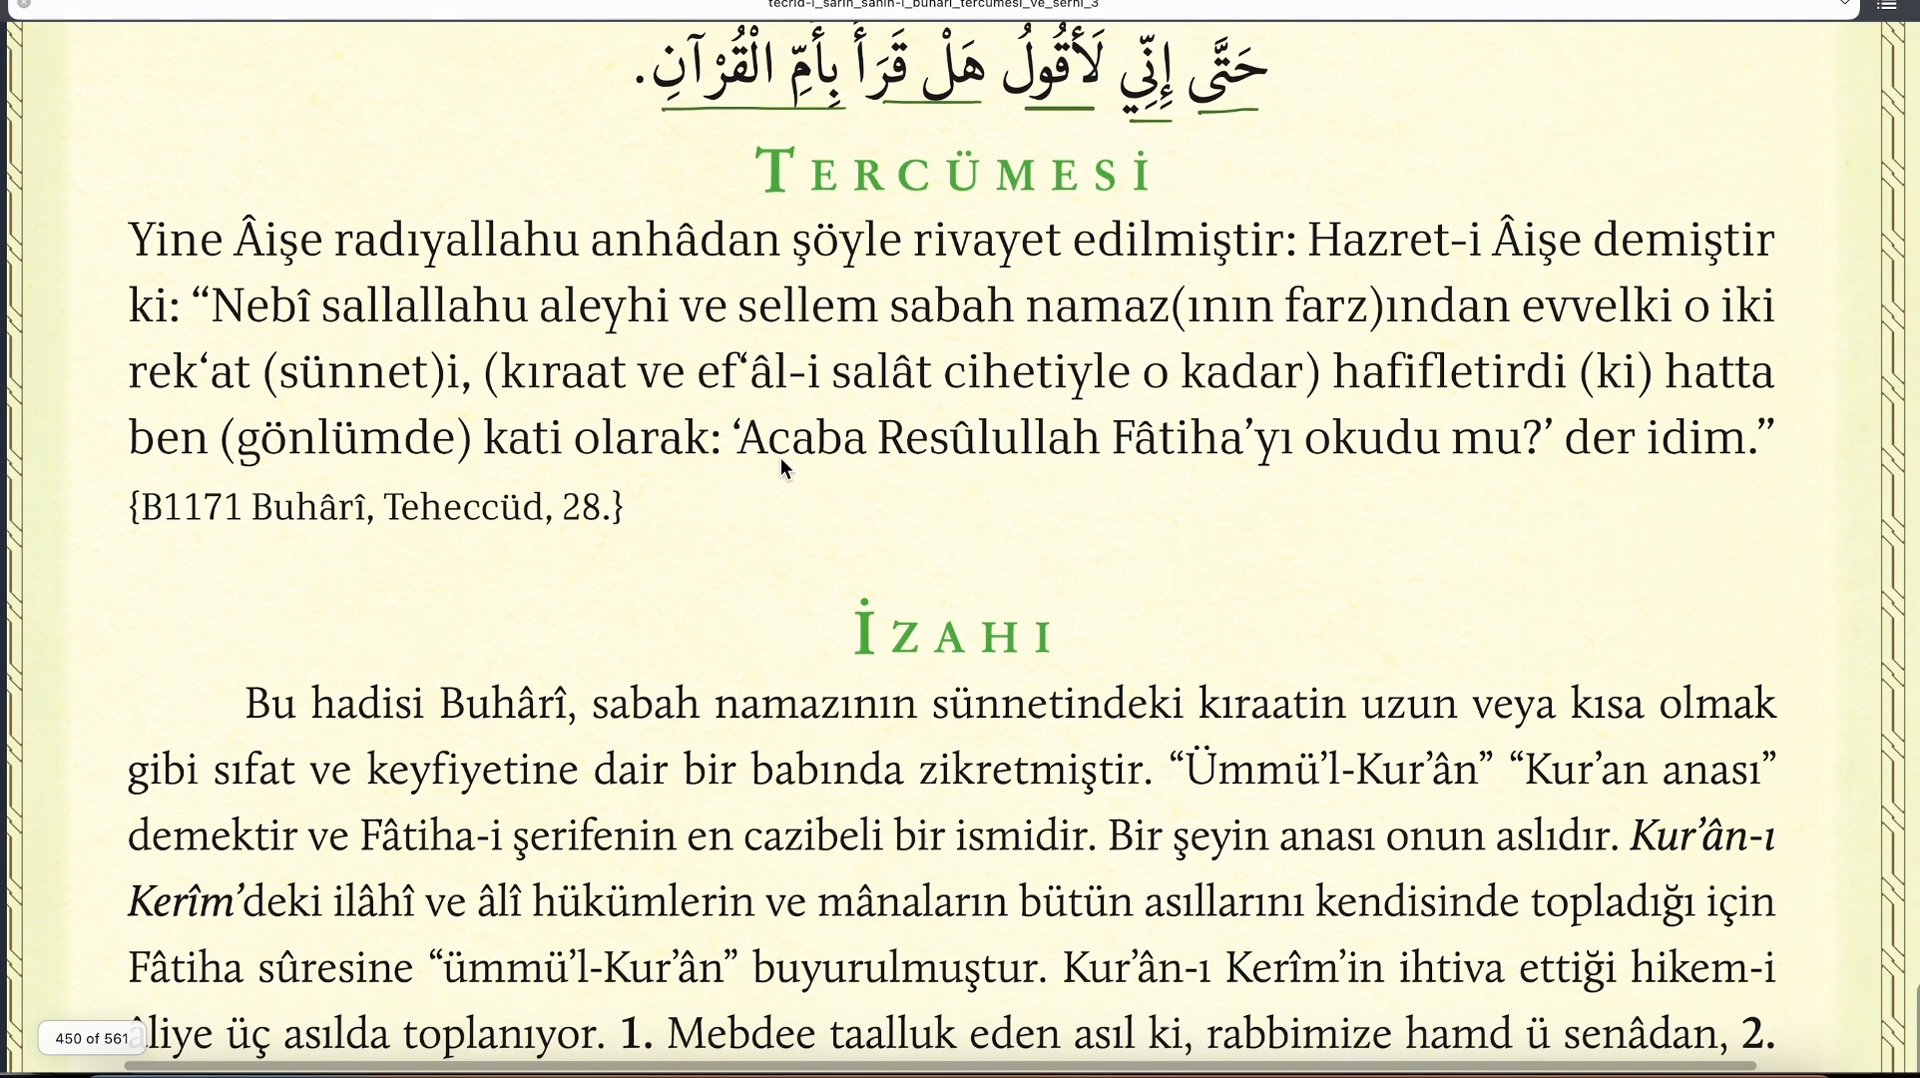 tecrid-i_sarih_sahih-i_buhari_tercumesi_ve_serhi_3
حَتَّى إِنِّي لَأَقُولُ هَلْ قَرَأَ بِأُمِّ الْقُرْآنِ.
TERCÜMESİ
Yine Âişe radıyallahu anhâdan şöyle rivayet edilmiştir: Hazret-i Âişe demiştir
ki: “Nebî sallallahu aleyhi ve sellem sabah namaz(ının farz)ından evvelki o iki
rek‘at (sünnet)i, (kıraat ve ef‘âl-i salât cihetiyle o kadar) hafifletirdi (ki) hatta
ben (gönlümde) kati olarak: ‘Acaba Resûlullah Fâtiha’yı okudu mu?’ der idim.”
{B1171 Buhârî, Teheccüd, 28.}
İZAHI
Bu hadisi Buhârî, sabah namazının sünnetindeki kıraatin uzun veya kısa olmak
gibi sıfat ve keyfiyetine dair bir babında zikretmiştir. “Ümmü’l-Kur’ân” “Kur’an anası”
demektir ve Fâtiha-i şerifenin en cazibeli bir ismidir. Bir şeyin anası onun aslıdır. Kur’ân-ı
Kerîm’deki ilâhî ve âlî hükümlerin ve mânaların bütün asıllarını kendisinde topladığı için
Fâtiha sûresine “ümmü’l-Kur’ân” buyurulmuştur. Kur’ân-ı Kerîm’in ihtiva ettiği hikem-i
âliye üç asılda toplanıyor. 1. Mebdee taalluk eden asıl ki, rabbimize hamd ü senâdan, 2.
450 of 561